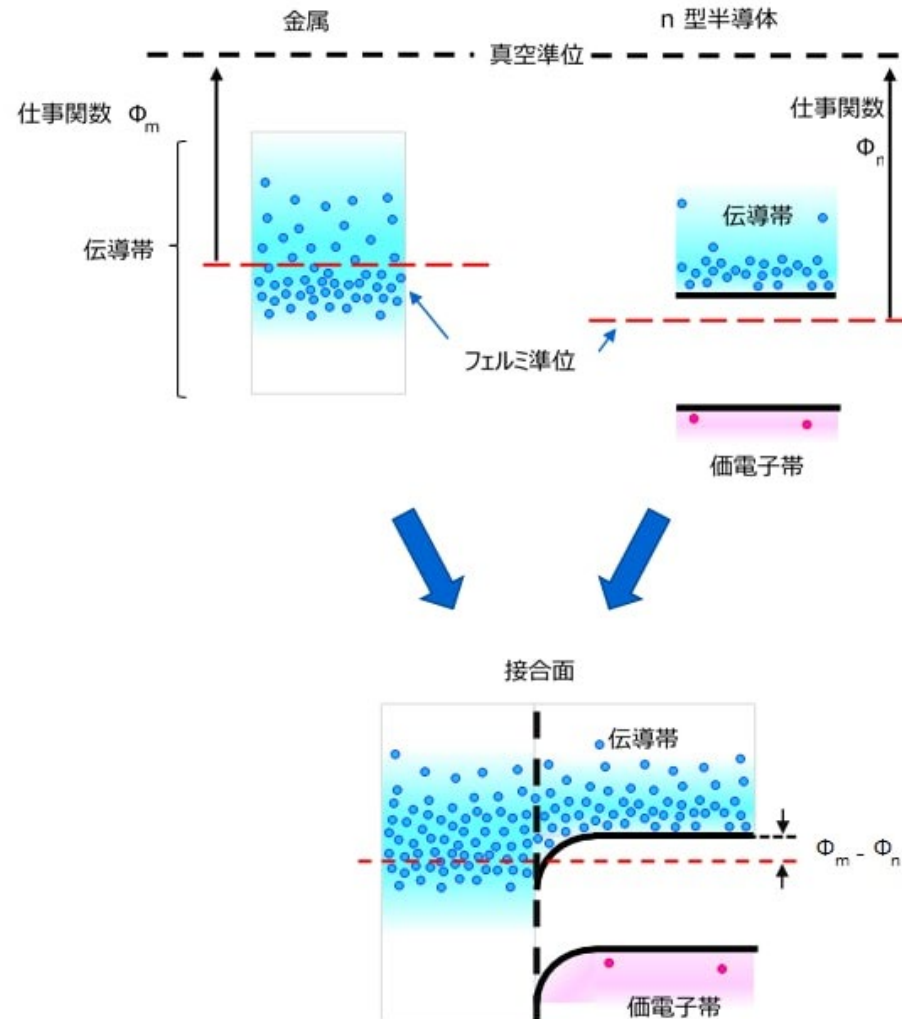 金属
n 型半導体
真空準位
仕事関数 Φm
仕事関数
Φn
伝導帯
伝導帯
フェルミ準位
価電子帯
接合面
伝導帯
Φm - Φn
価電子帯